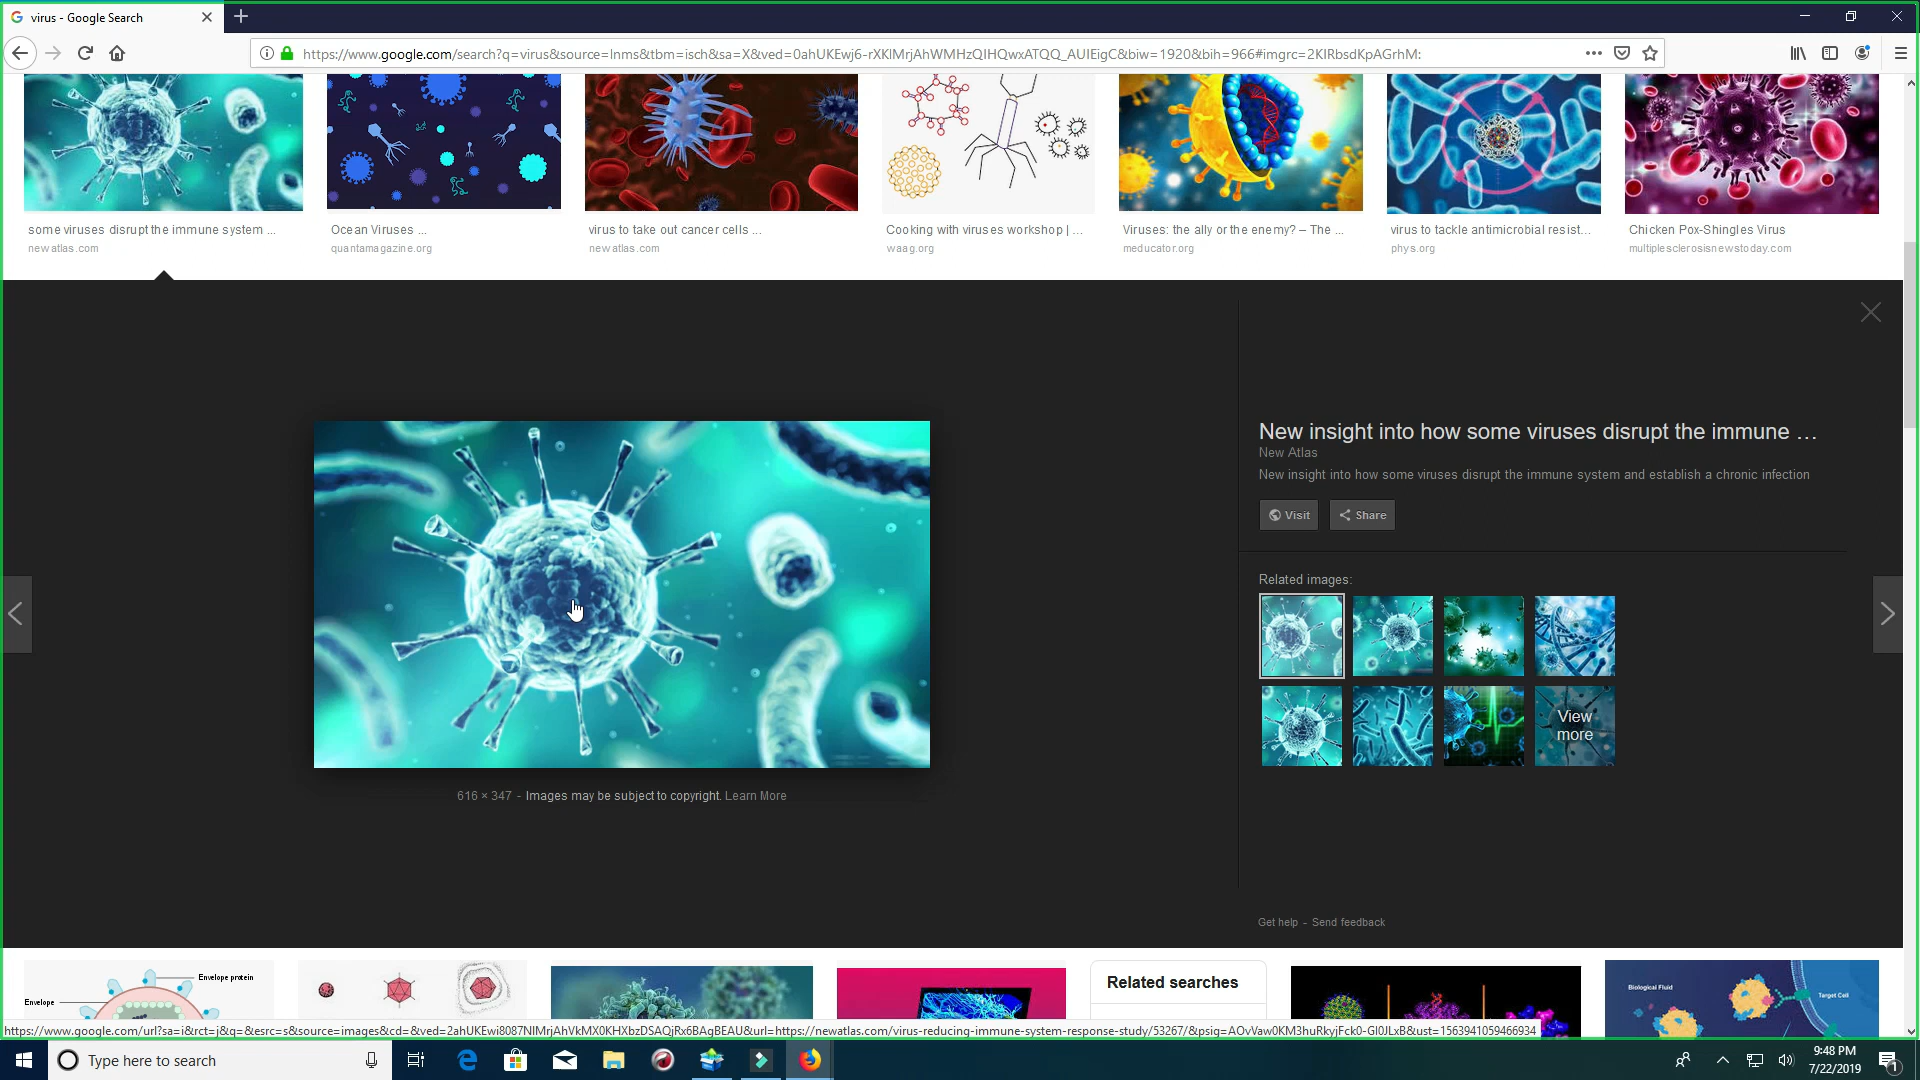 virus - Google Search
https://www.google.com/search?q=virus&source=lnms&tbm=isch&sa=X&ved=0ahUKEwj6-rXKlMrjAhWMHzQIHQwxATQQ_AUIEigC&biw=1920&bih=966#imgrc=2KIRbsdKpAGrhM:
some viruses disrupt the immune system ...
newatlas.com
Ocean Viruses ...
quantamagazine.org
virus to take out cancer cells ...
newatlas.com
Cooking with viruses workshop | ...
waag.org
Viruses: the ally or the enemy? – The ...
meducator.org
virus to tackle antimicrobial resist...
phys.org
Chicken Pox-Shingles Virus
multiplesclerosisnewstoday.com
New insight into how some viruses disrupt the immune ...
New Atlas
New insight into how some viruses disrupt the immune system and establish a chronic infection
Visit
Share
Related images:
View
more
616 × 347 - Images may be subject to copyright. Learn More
Get help - Send feedback
Envelope protein
Envelope
Related searches
Biological Fluid
Target Cell
https://www.google.com/url?sa=i&rct=j&q=&esrc=s&source=images&cd=&ved=2ahUKEwi8087NlMrjAhVkMX0KHXbzDSAQjRx6BAgBEAU&url=https://newatlas.com/virus-reducing-immune-system-response-study/53267/&psig=AOvVaw0KM3huRkyjFck0-GI0JLxB&ust=1563941059466934
Type here to search
9:48 PM
7/22/2019
1